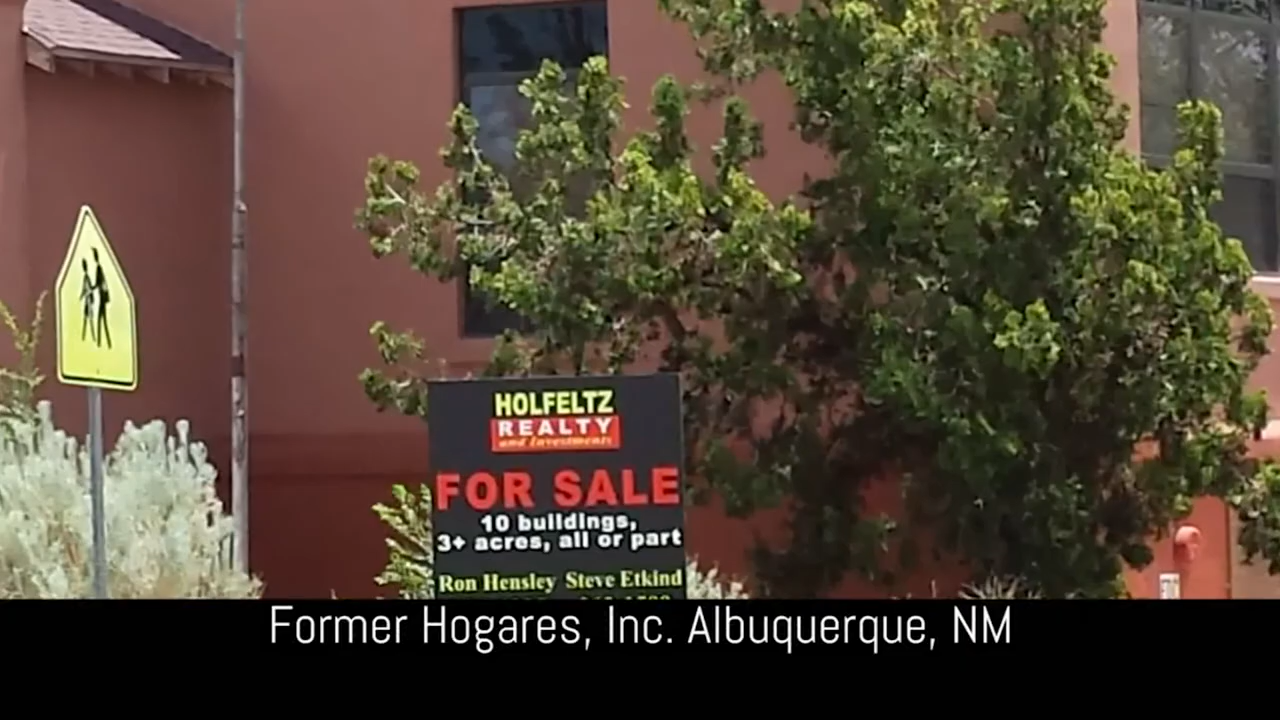 HOLFELTZ
REALTY
and Investments
FOR SALE
10 buildings,
3+ acres, all or part
Ron Hensley Steve Etkind
Former Hogares, Inc. Albuquerque, NM